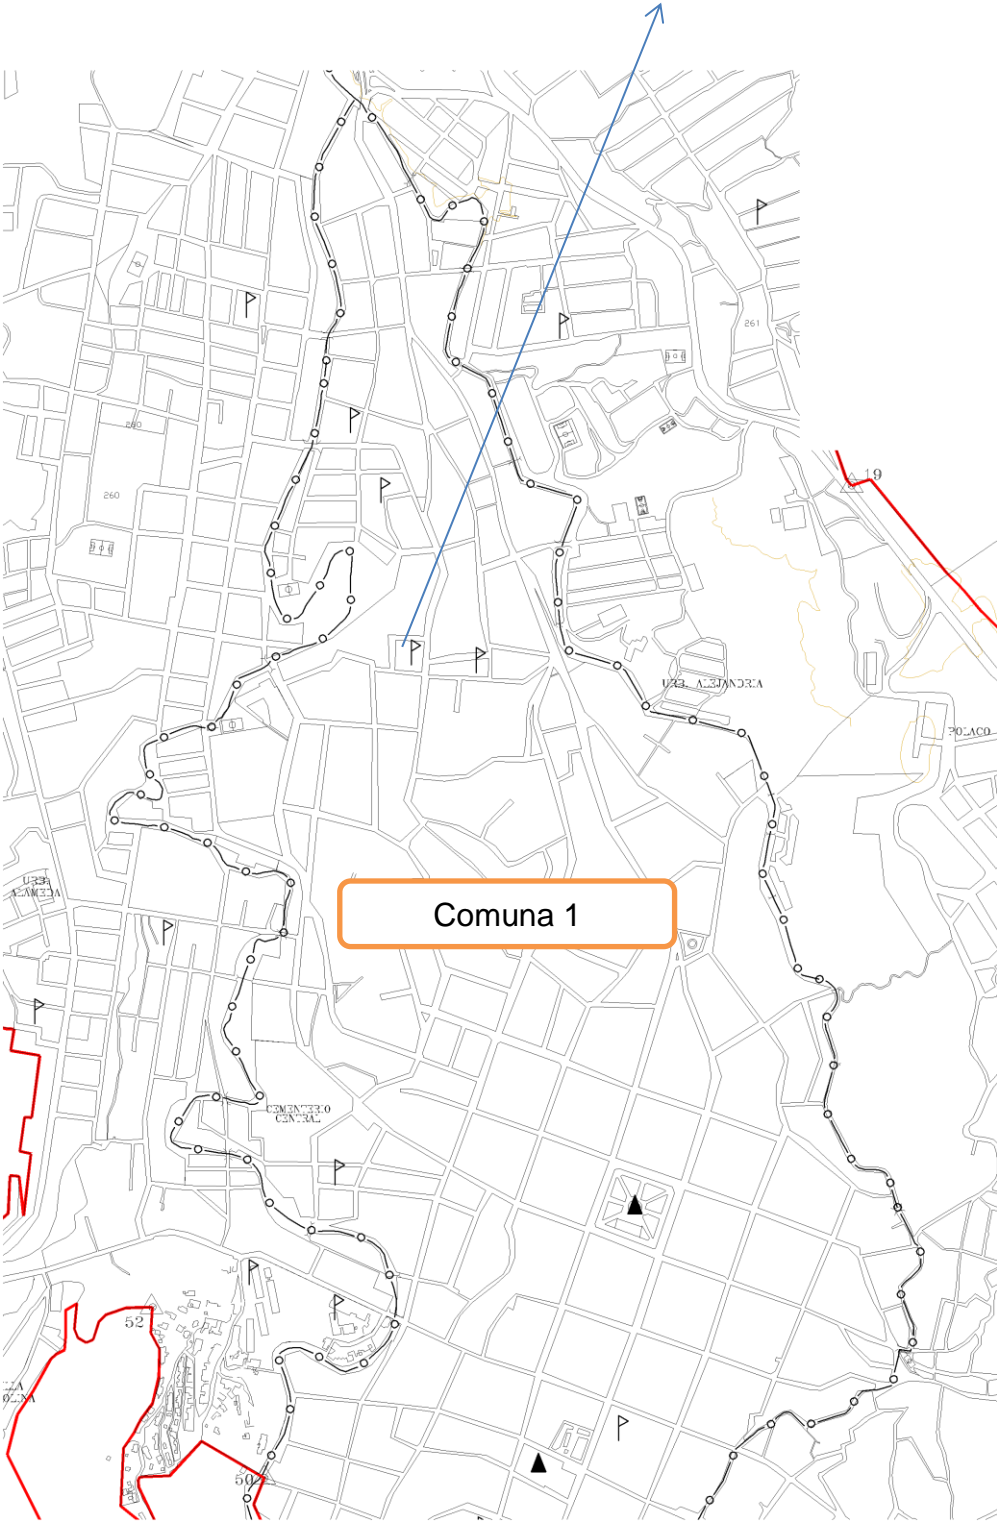 261
260
260
19
URB. ALEJANDRIA
POLACO
URB.
ALAMEDA
Comuna 1
CEMENTERIO
CENTRAL
52
50